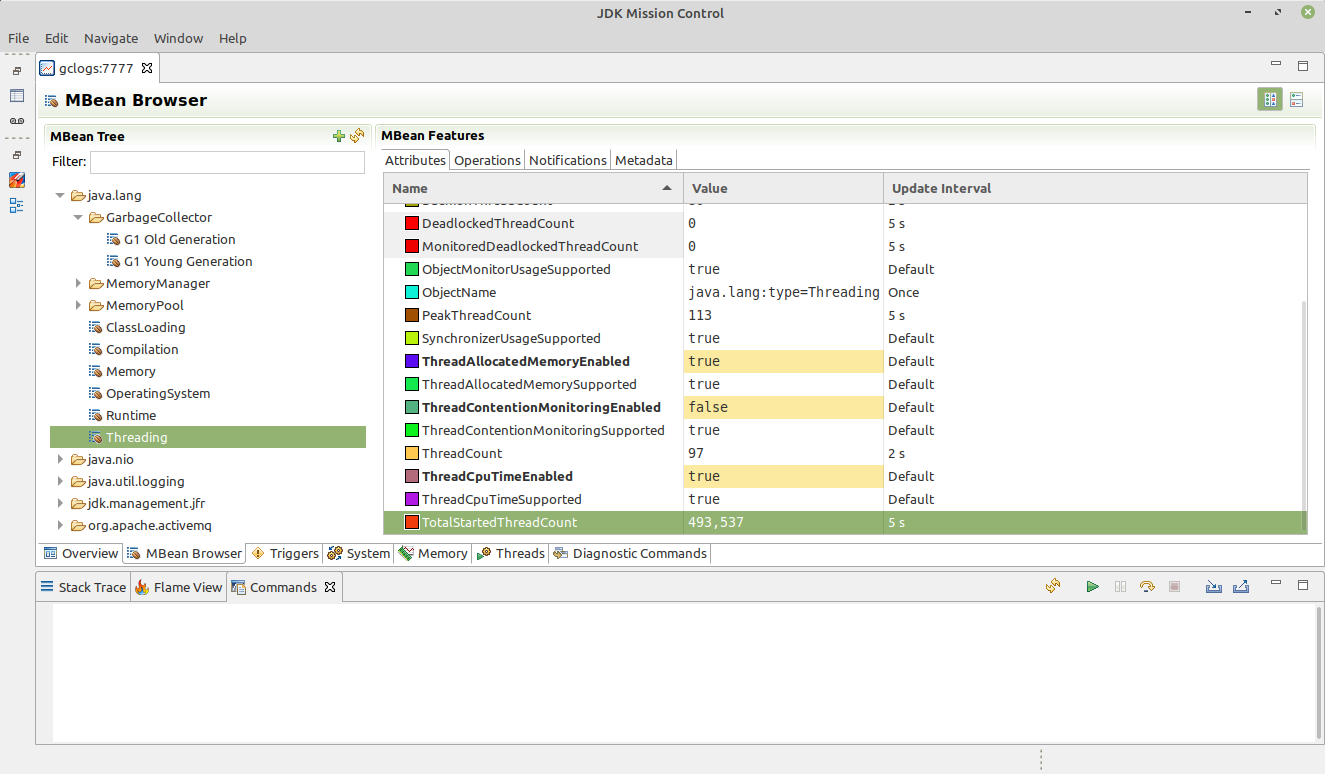 JDK Mission Control
File Edit Navigate Window Help
gclogs:7777
MBean Browser
MBean Tree
Filter:
java.lang
GarbageCollector
G1 Old Generation
G1 Young Generation
MemoryManager
MemoryPool
ClassLoading
Compilation
Memory
OperatingSystem
Runtime
Threading
java.nio
java.util.logging
jdk.management.jfr
org.apache.activemq
MBean Features
Attributes Operations Notifications Metadata
Name Value Update Interval
DeadlockedThreadCount 0 5 s
MonitoredDeadlockedThreadCount 0 5 s
ObjectMonitorUsageSupported true Default
ObjectName java.lang:type=Threading Once
PeakThreadCount 113 5 s
SynchronizerUsageSupported true Default
ThreadAllocatedMemoryEnabled true Default
ThreadAllocatedMemorySupported true Default
ThreadContentionMonitoringEnabled false Default
ThreadContentionMonitoringSupported true Default
ThreadCount 97 2 s
ThreadCpuTimeEnabled true Default
ThreadCpuTimeSupported true Default
TotalStartedThreadCount 493,537 5 s
Overview MBean Browser Triggers System Memory Threads Diagnostic Commands
Stack Trace Flame View Commands